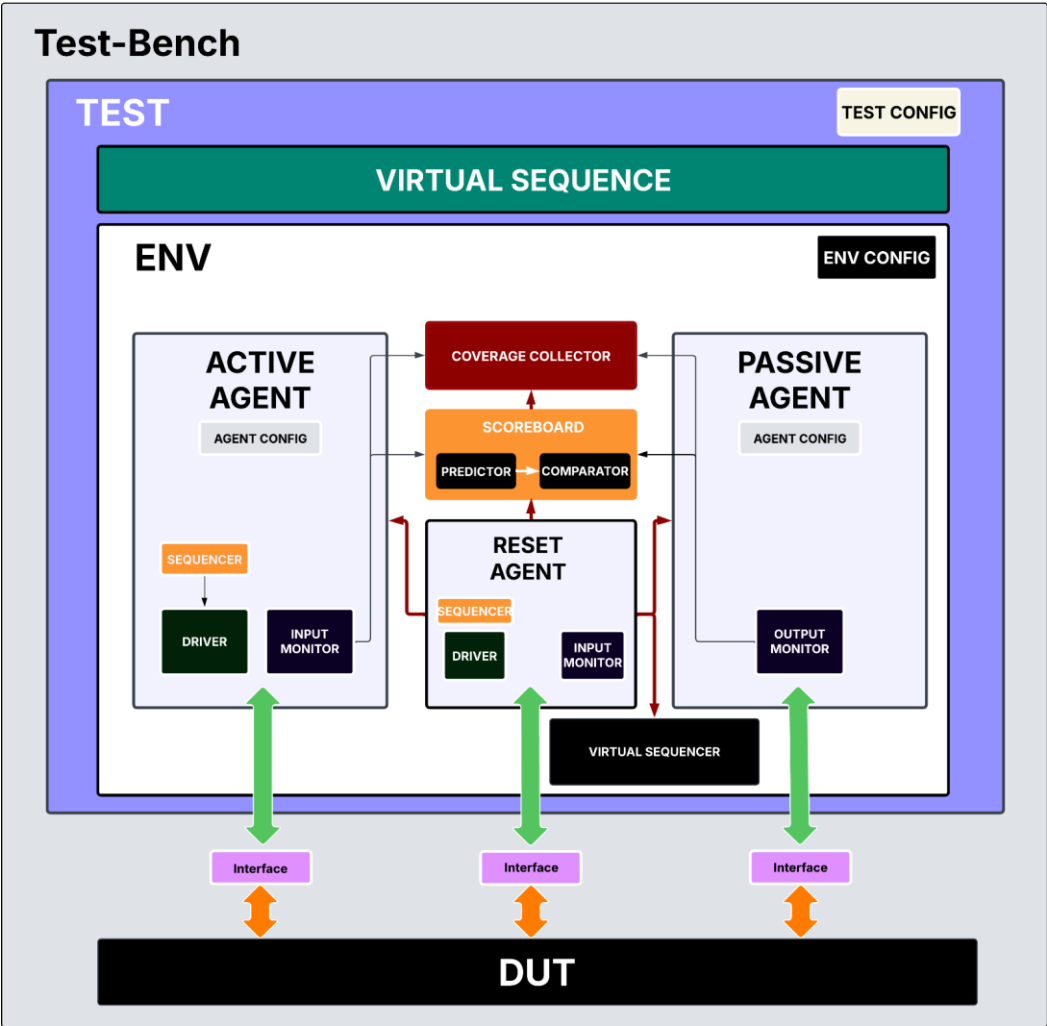 Test-Bench
TEST
TEST CONFIG
VIRTUAL SEQUENCE
ENV
ENV CONFIG
ACTIVE
AGENT
AGENT CONFIG
SEQUENCER
DRIVER
INPUT
MONITOR
COVERAGE COLLECTOR
SCOREBOARD
PREDICTOR
COMPARATOR
RESET
AGENT
SEQUENCER
DRIVER
INPUT
MONITOR
PASSIVE
AGENT
AGENT CONFIG
OUTPUT
MONITOR
VIRTUAL SEQUENCER
Interface
Interface
Interface
DUT